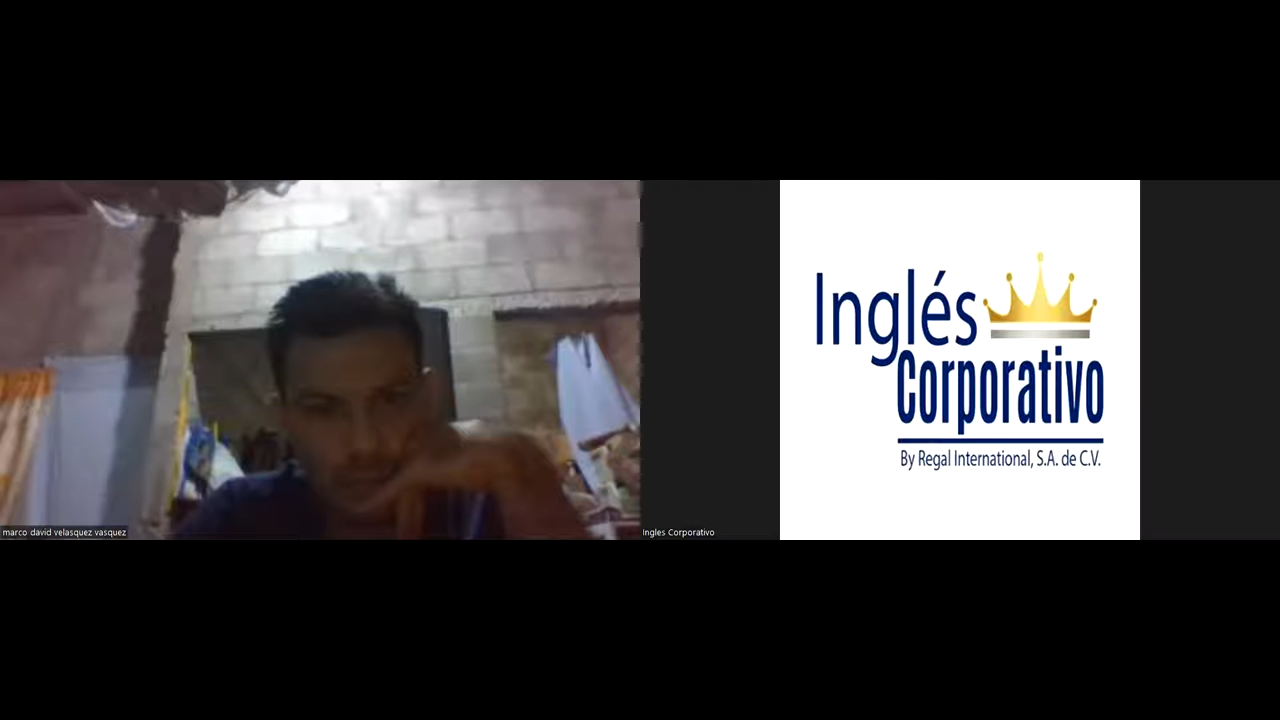 Inglés
Corporativo
By Regal International, S.A. de C.V.
marco david velasquez vasquez
Ingles Corporativo